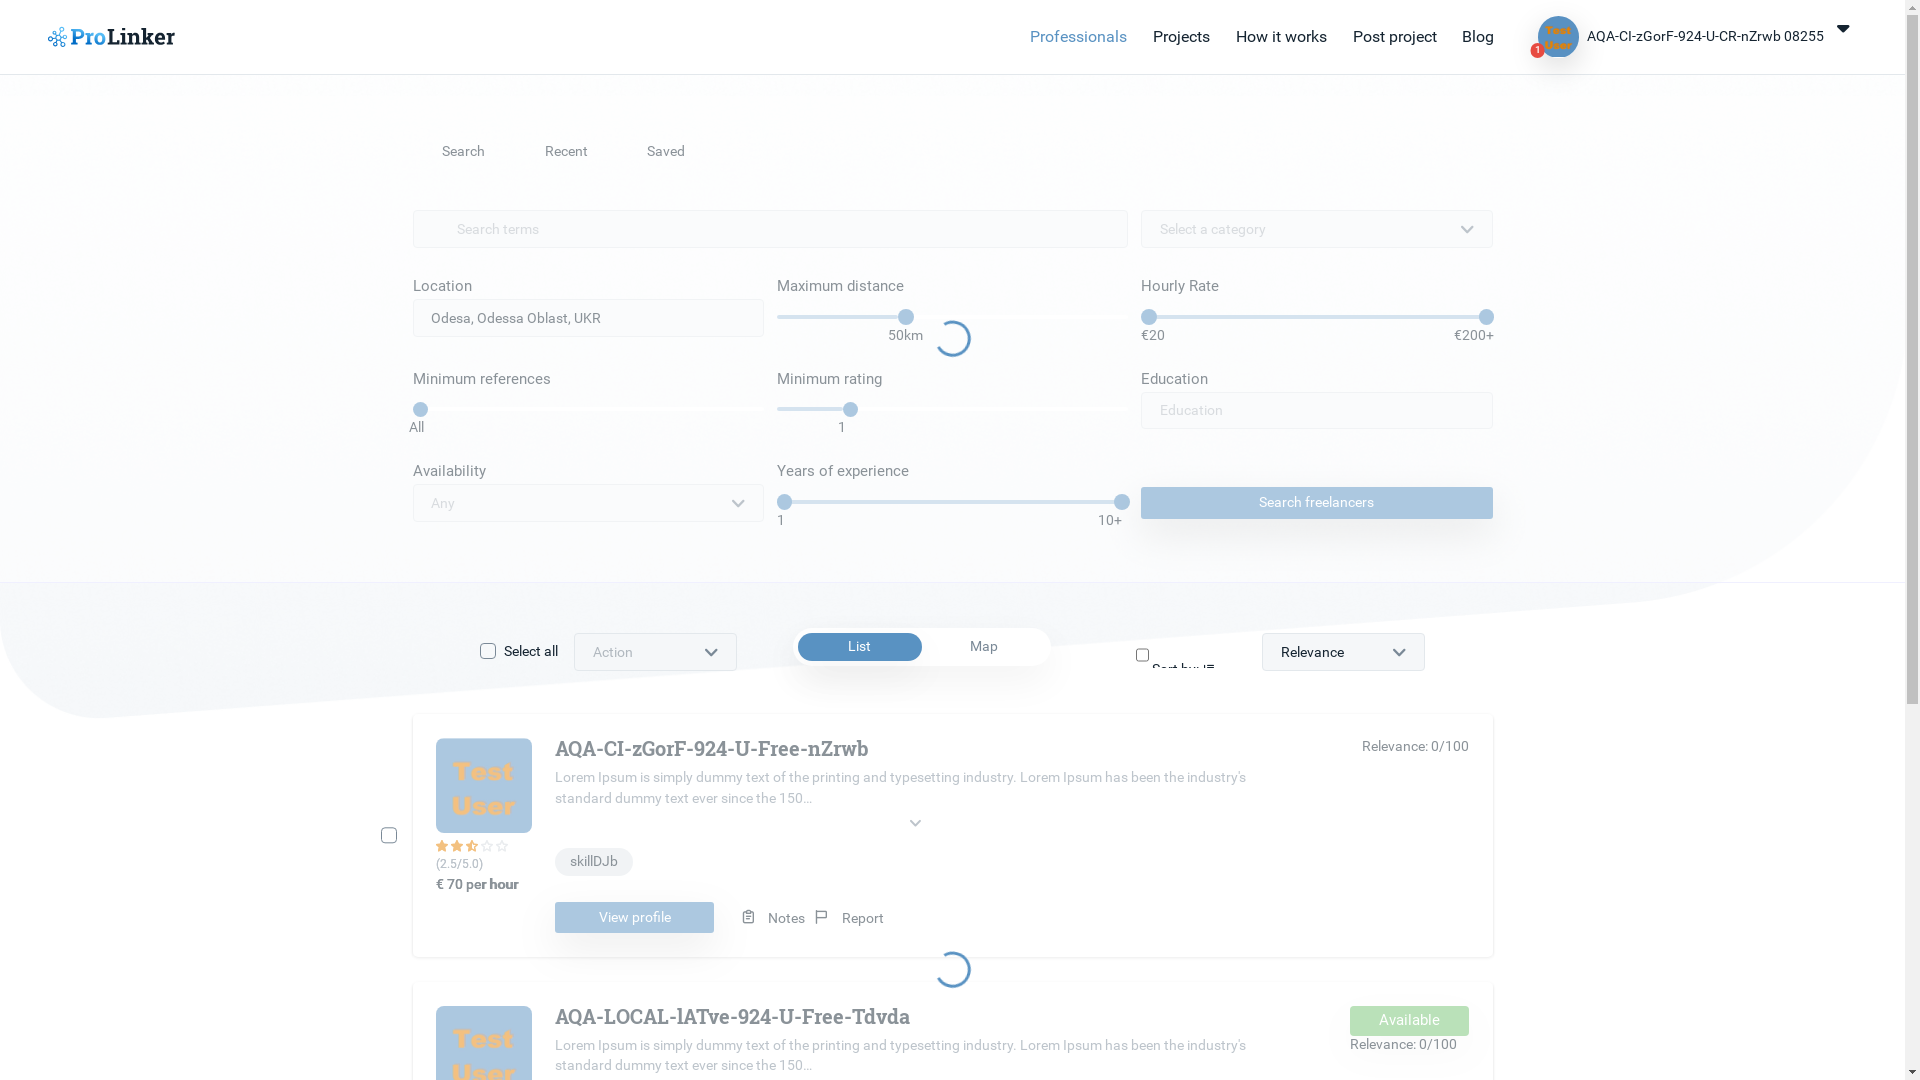 ProLinker
Professionals
Projects
How it works
Post project
Blog
Test
User
1
AQA-CI-zGorF-924-U-CR-nZrwb 08255
Search
Recent
Saved
Search terms
Select a category
Location
Maximum distance
Hourly Rate
Odesa, Odessa Oblast, UKR
50km
€20
€200+
Minimum references
Minimum rating
Education
All
1
Education
Availability
Years of experience
Any
1
10+
Search freelancers
Select all
Action
List
Map
Sort by:
Relevance
Test
User
AQA-CI-zGorF-924-U-Free-nZrwb
Relevance: 0/100
Lorem Ipsum is simply dummy text of the printing and typesetting industry. Lorem Ipsum has been the industry's
standard dummy text ever since the 150...
(2.5/5.0)
€ 70 per hour
skillDJb
View profile
Notes
Report
Test
User
AQA-LOCAL-lATve-924-U-Free-Tdvda
Available
Relevance: 0/100
Lorem Ipsum is simply dummy text of the printing and typesetting industry. Lorem Ipsum has been the industry's
standard dummy text ever since the 150...